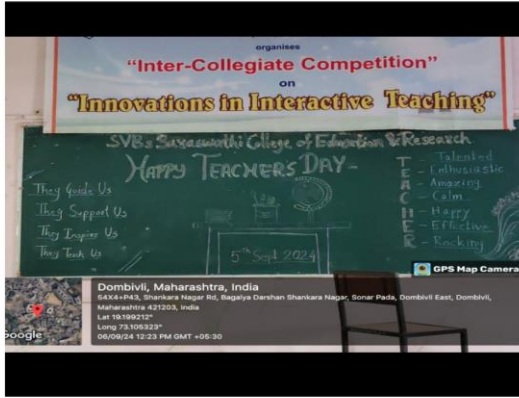 organises
"Inter-Collegiate Competition"
on
"Innovations in Interactive Teaching"
SVBs Saraswathi College of Education & Research
HAPPY TEACHERS DAY -
They Guide Us
They Support Us
They Inspire Us
They Teach Us
T - Talented
E - Enthusiastic
A - Amazing
C - Calm
H - Happy
E - Effective
R - Rocking
5th Sept 2024
GPS Map Camera
Dombivli, Maharashtra, India
S4X4+P43, Shankara Nagar Rd, Bagalya Darshan Shankara Nagar, Sonar Pada, Dombivli East, Dombivli,
Maharashtra 421203, India
Lat 19.199212°
Long 73.105323°
06/09/24 12:23 PM GMT +05:30
Google